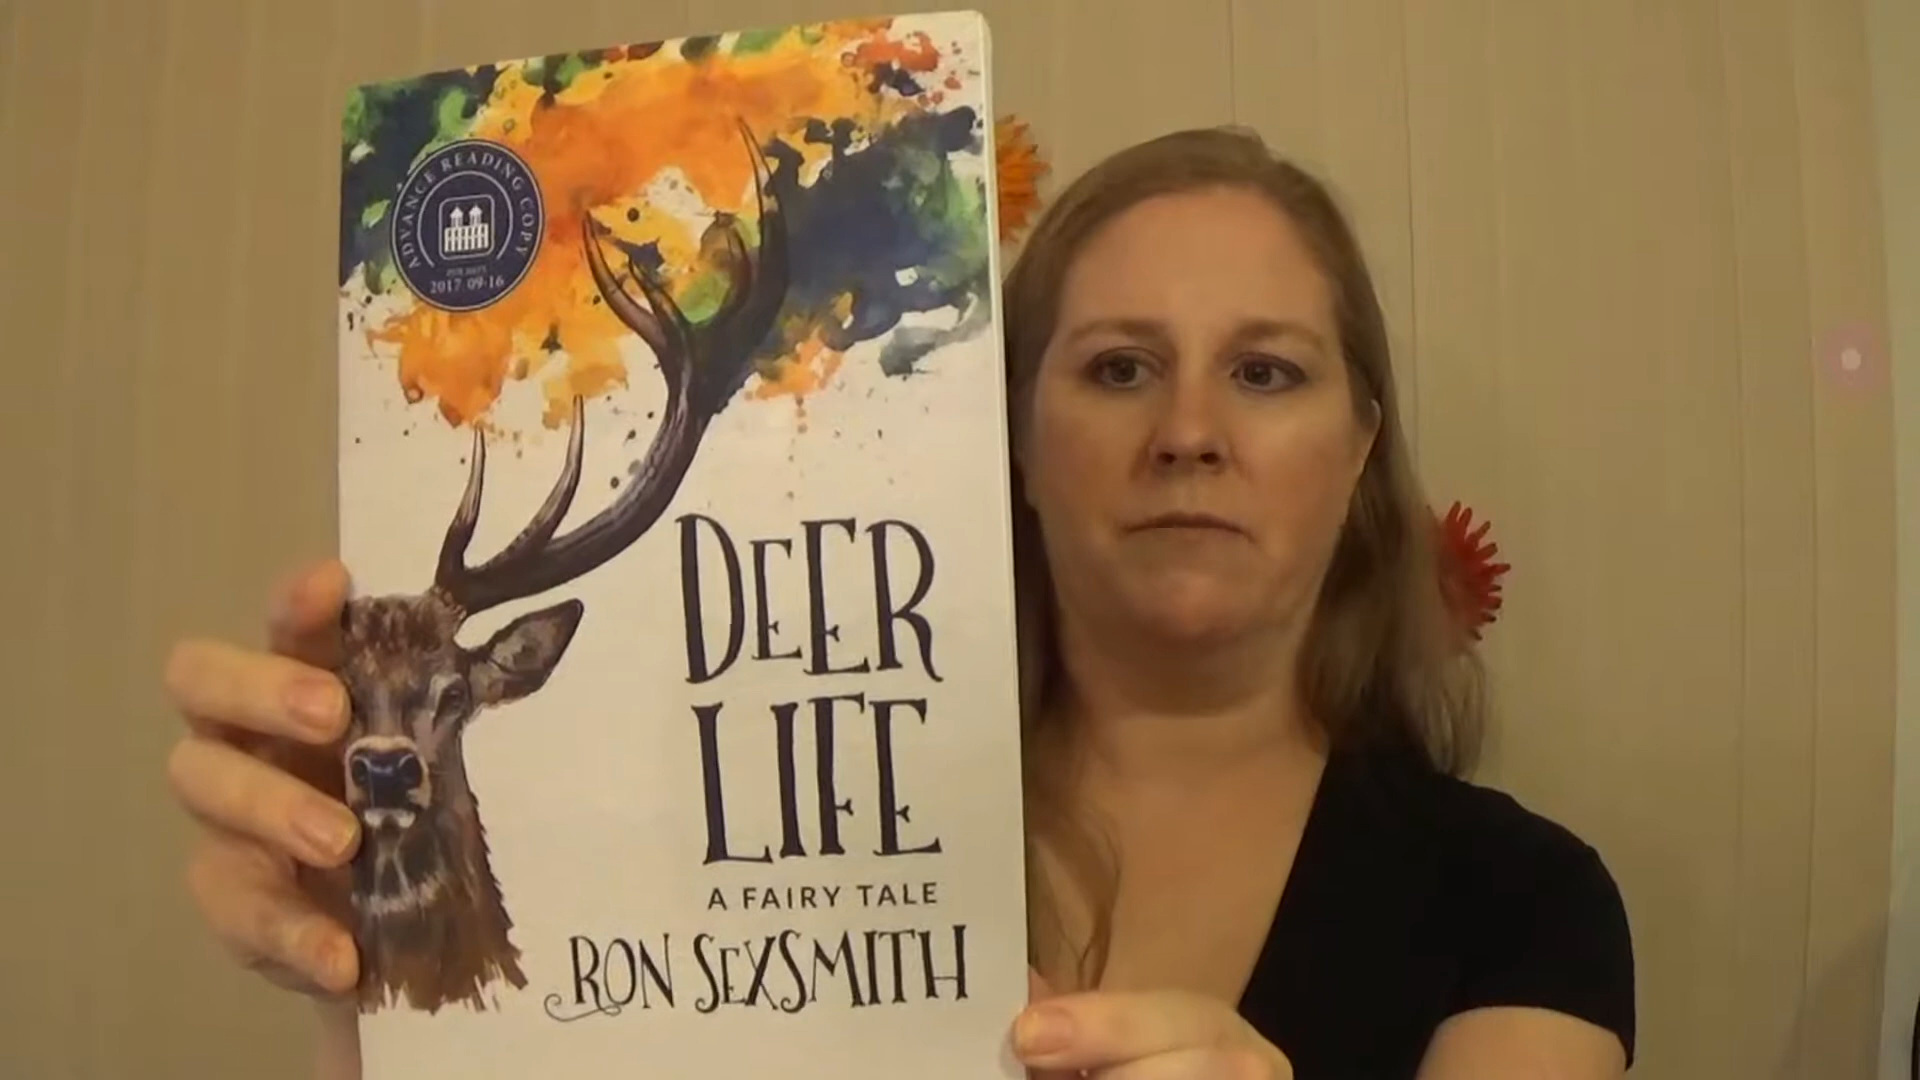 ADVANCE READING COPY
2017 09-16
DEER
LIFE
A FAIRY TALE
RON SEXSMITH